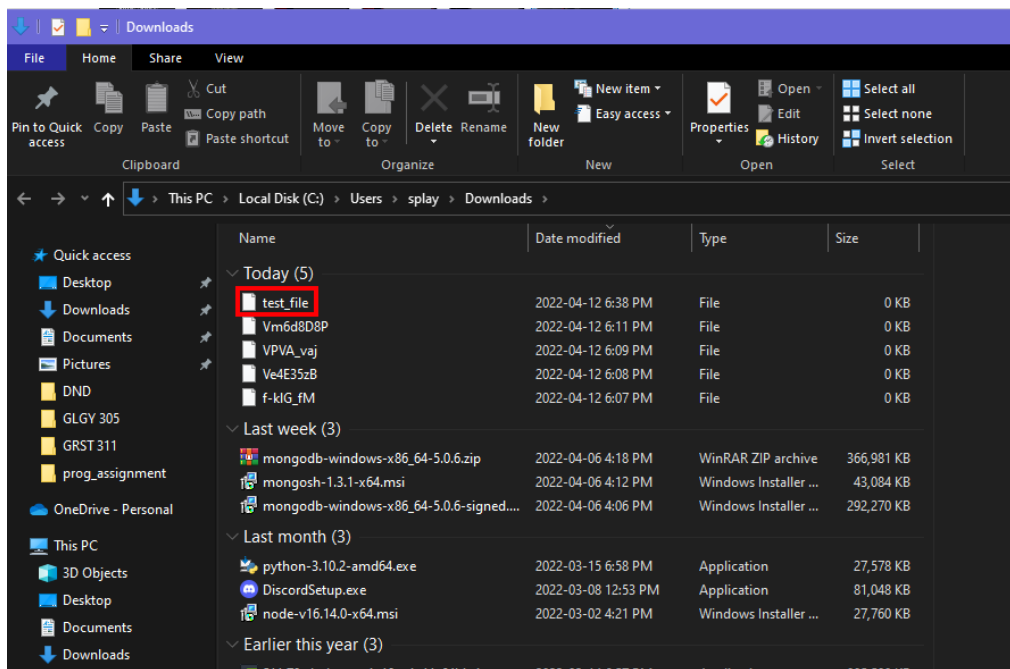 Downloads
File Home Share View
Pin to Quick access
Copy
Paste
Cut
Copy path
Paste shortcut
Clipboard
Move to
Copy to
Delete
Rename
Organize
New folder
New item
Easy access
New
Properties
Open
Edit
History
Open
Select all
Select none
Invert selection
Select
This PC > Local Disk (C:) > Users > splay > Downloads >
Quick access
Desktop
Downloads
Documents
Pictures
DND
GLGY 305
GRST 311
prog_assignment
OneDrive - Personal
This PC
3D Objects
Desktop
Documents
Downloads
Name Date modified Type Size
Today (5)
test_file 2022-04-12 6:38 PM File 0 KB
Vm6d8D8P 2022-04-12 6:11 PM File 0 KB
VPVA_vaj 2022-04-12 6:09 PM File 0 KB
Ve4E35zB 2022-04-12 6:08 PM File 0 KB
f-kIG_fM 2022-04-12 6:07 PM File 0 KB
Last week (3)
mongodb-windows-x86_64-5.0.6.zip 2022-04-06 4:18 PM WinRAR ZIP archive 366,981 KB
mongosh-1.3.1-x64.msi 2022-04-06 4:12 PM Windows Installer ... 43,084 KB
mongodb-windows-x86_64-5.0.6-signed.... 2022-04-06 4:06 PM Windows Installer ... 292,270 KB
Last month (3)
python-3.10.2-amd64.exe 2022-03-15 6:58 PM Application 27,578 KB
DiscordSetup.exe 2022-03-08 12:53 PM Application 81,048 KB
node-v16.14.0-x64.msi 2022-03-02 4:21 PM Windows Installer ... 27,760 KB
Earlier this year (3)